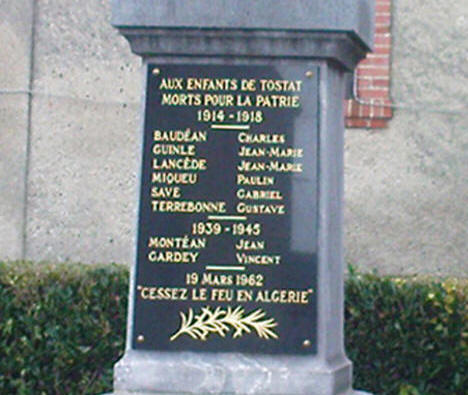 AUX ENFANTS DE TOSTAT
MORTS POUR LA PATRIE
1914 - 1918
BAUDÉAN CHARLES
GUINLE JEAN-MARIE
LANCÈDE JEAN-MARIE
MIQUEU PAULIN
SAVE GABRIEL
TERREBONNE GUSTAVE
1939 - 1945
MONTÉAN JEAN
GARDEY VINCENT
19 MARS 1962
"CESSEZ LE FEU EN ALGERIE"